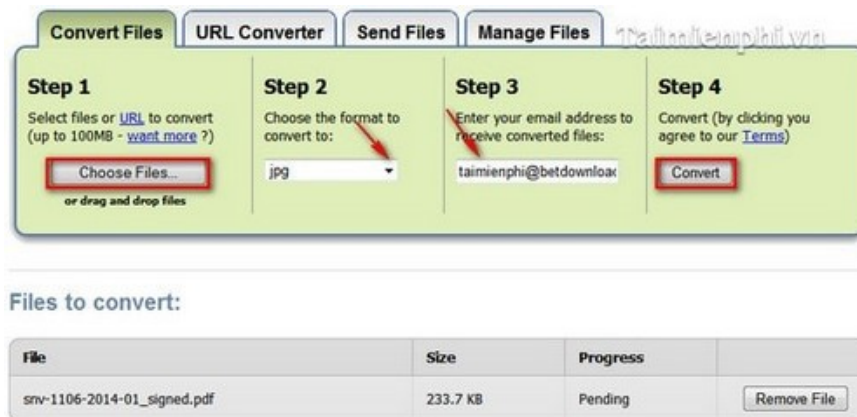 Convert Files
URL Converter
Send Files
Manage Files
Taimienphi.vn
Step 1
Select files or URL to convert
(up to 100MB - want more ?)
Choose Files...
or drag and drop files
Step 2
Choose the format to
convert to:
jpg
Step 3
Enter your email address to
receive converted files:
taimienphi@betdownloac
Step 4
Convert (by clicking you
agree to our Terms)
Convert
Files to convert:
File Size Progress
snv-1106-2014-01_signed.pdf 233.7 KB Pending Remove File